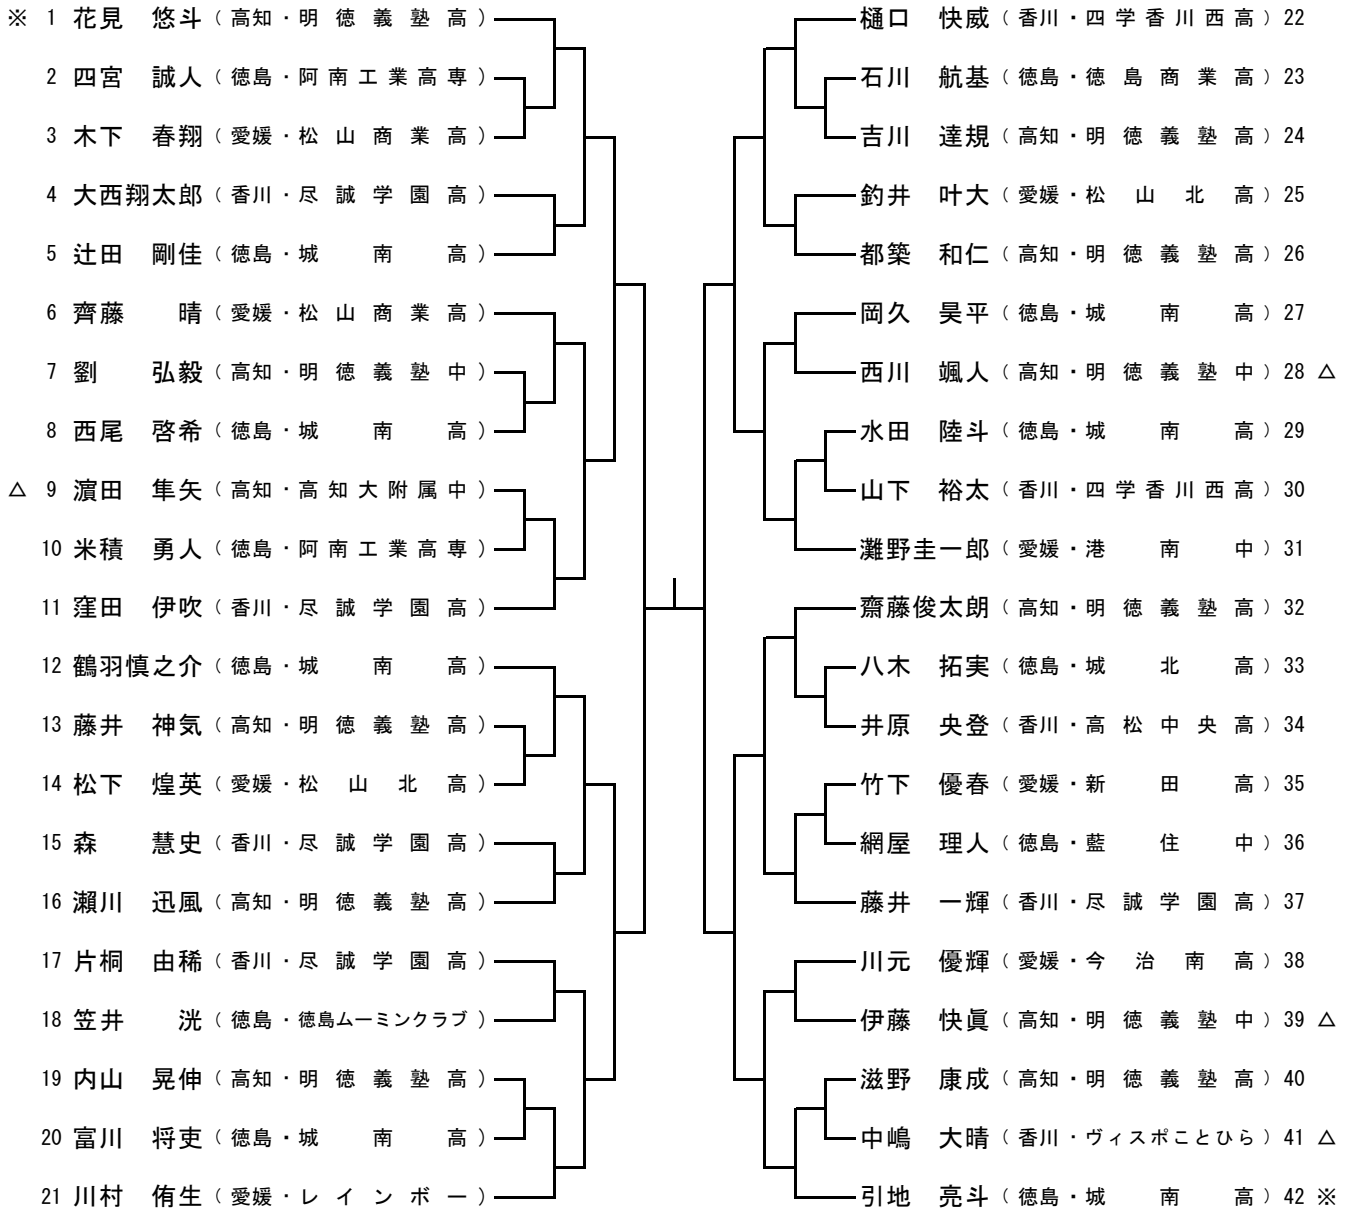 ※ 1 花見 悠斗 （高知・明徳義塾高）
2 四宮 誠人 （徳島・阿南工業高専）
3 木下 春翔 （愛媛・松山商業高）
4 大西翔太郎 （香川・尽誠学園高）
5 辻田 剛佳 （徳島・城南高）
6 齊藤 晴 （愛媛・松山商業高）
7 劉 弘毅 （高知・明徳義塾中）
8 西尾 啓希 （徳島・城南高）
△ 9 濵田 隼矢 （高知・高知大附属中）
10 米積 勇人 （徳島・阿南工業高専）
11 窪田 伊吹 （香川・尽誠学園高）
12 鶴羽慎之介 （徳島・城南高）
13 藤井 神気 （高知・明徳義塾高）
14 松下 煌英 （愛媛・松山北高）
15 森 慧史 （香川・尽誠学園高）
16 瀨川 迅風 （高知・明徳義塾高）
17 片桐 由稀 （香川・尽誠学園高）
18 笠井 洸 （徳島・徳島ムーミンクラブ）
19 内山 晃伸 （高知・明徳義塾高）
20 富川 将吏 （徳島・城南高）
21 川村 侑生 （愛媛・レインボー）
樋口 快威 （香川・四学香川西高） 22
石川 航基 （徳島・徳島商業高） 23
吉川 達規 （高知・明徳義塾高） 24
釣井 叶大 （愛媛・松山北高） 25
都築 和仁 （高知・明徳義塾高） 26
岡久 昊平 （徳島・城南高） 27
西川 颯人 （高知・明徳義塾中） 28 △
水田 陸斗 （徳島・城南高） 29
山下 裕太 （香川・四学香川西高） 30
灘野圭一郎 （愛媛・港南中） 31
齋藤俊太朗 （高知・明徳義塾高） 32
八木 拓実 （徳島・城北高） 33
井原 央登 （香川・高松中央高） 34
竹下 優春 （愛媛・新田高） 35
網屋 理人 （徳島・藍住中） 36
藤井 一輝 （香川・尽誠学園高） 37
川元 優輝 （愛媛・今治南高） 38
伊藤 快眞 （高知・明徳義塾中） 39 △
滋野 康成 （高知・明徳義塾高） 40
中嶋 大晴 （香川・ヴィスポことひら） 41 △
引地 亮斗 （徳島・城南高） 42 ※